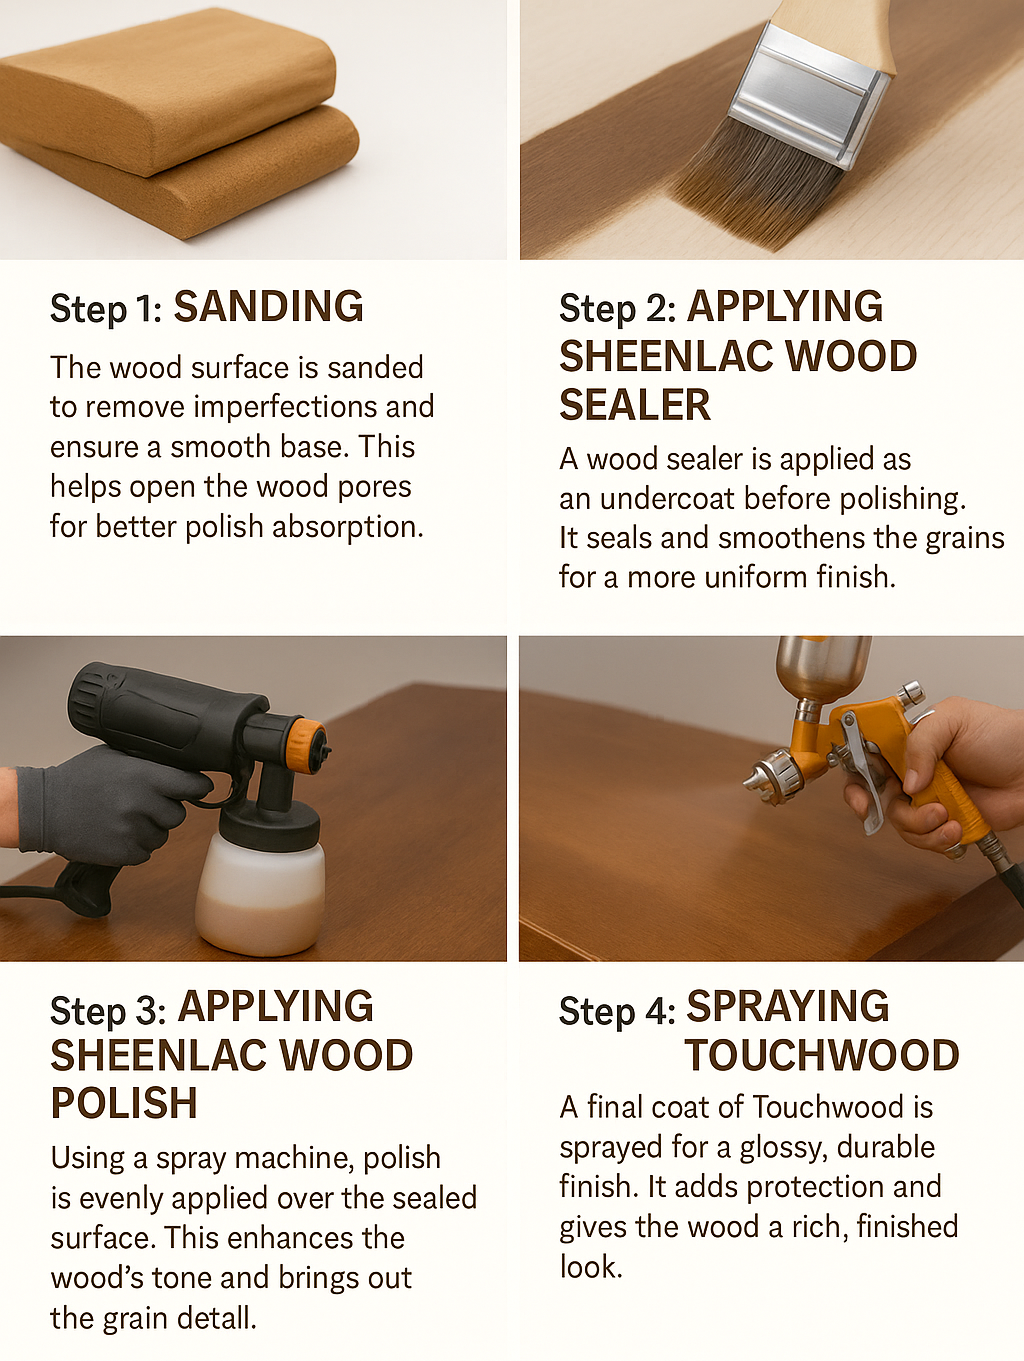 Step 1: SANDING
The wood surface is sanded
to remove imperfections and
ensure a smooth base. This
helps open the wood pores
for better polish absorption.
Step 2: APPLYING
SHEENLAC WOOD
SEALER
A wood sealer is applied as
an undercoat before polishing.
It seals and smoothens the grains
for a more uniform finish.
Step 3: APPLYING
SHEENLAC WOOD
POLISH
Using a spray machine, polish
is evenly applied over the sealed
surface. This enhances the
wood’s tone and brings out
the grain detail.
Step 4: SPRAYING
TOUCHWOOD
A final coat of Touchwood is
sprayed for a glossy, durable
finish. It adds protection and
gives the wood a rich, finished
look.